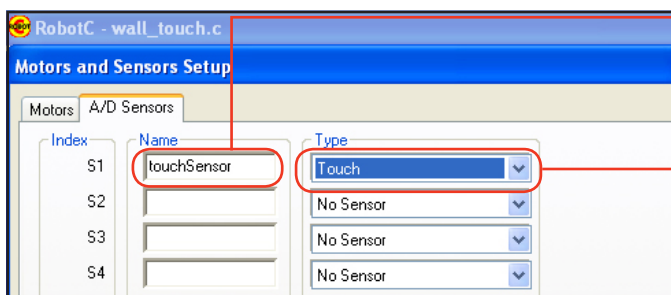 RobotC - wall_touch.c
Motors and Sensors Setup
Motors A/D Sensors
Index Name Type
S1 touchSensor Touch
S2 No Sensor
S3 No Sensor
S4 No Sensor